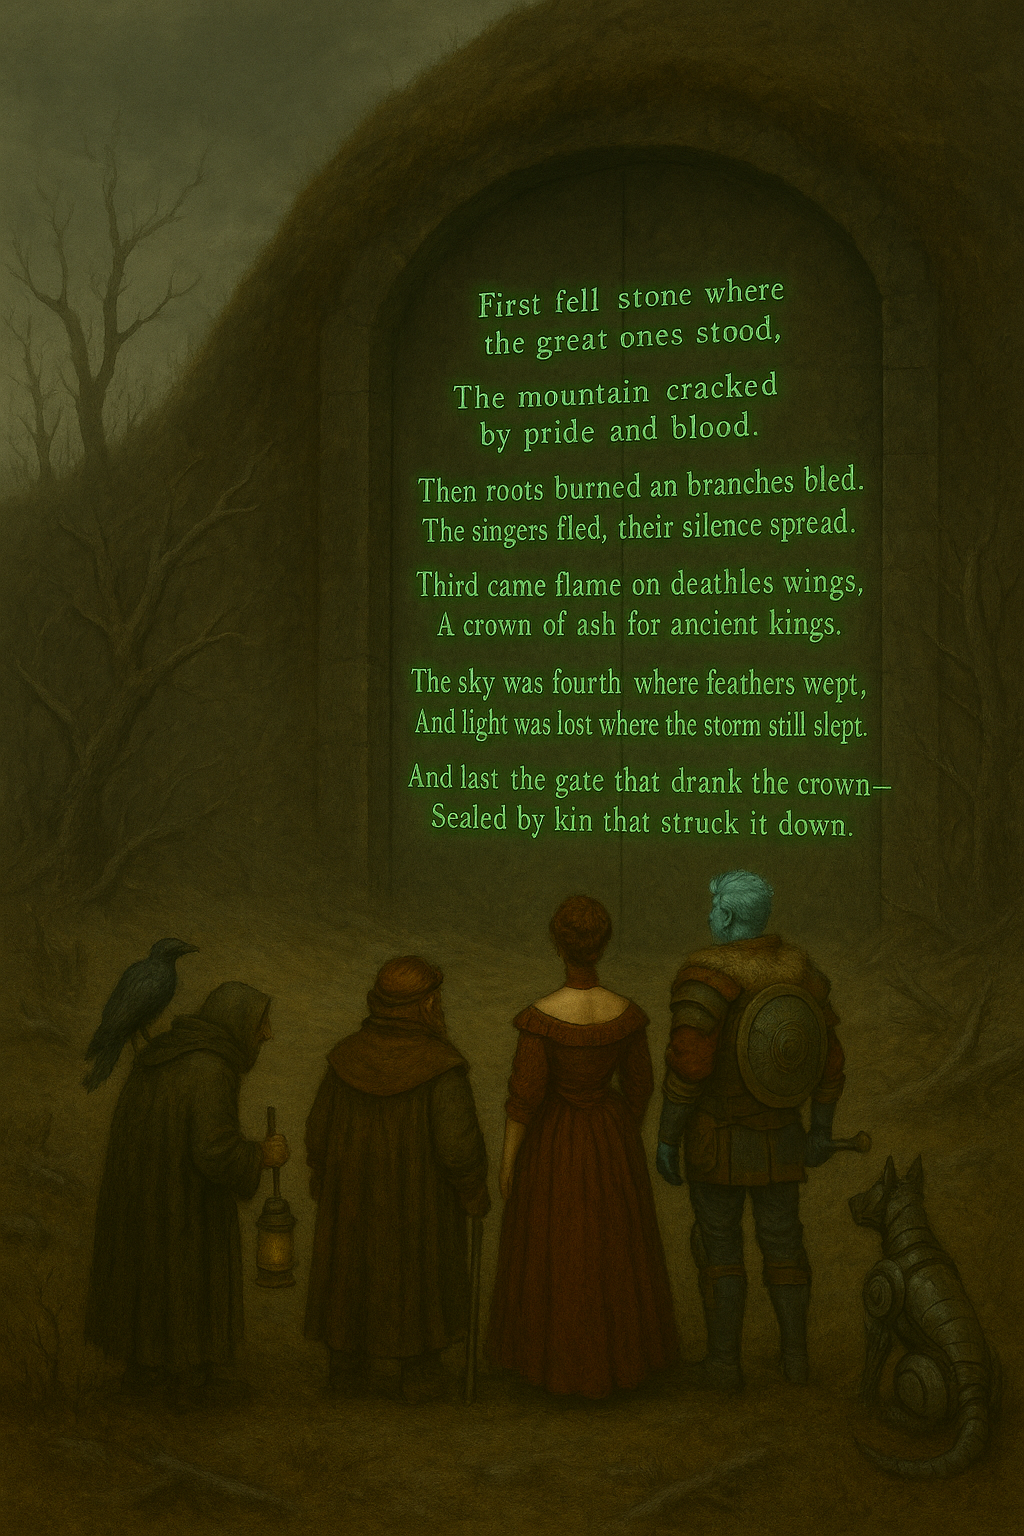 First fell stone where
the great ones stood,
The mountain cracked
by pride and blood.
Then roots burned an branches bled.
The singers fled, their silence spread.
Third came flame on deathles wings,
A crown of ash for ancient kings.
The sky was fourth where feathers wept,
And light was lost where the storm still slept.
And last the gate that drank the crown—
Sealed by kin that struck it down.